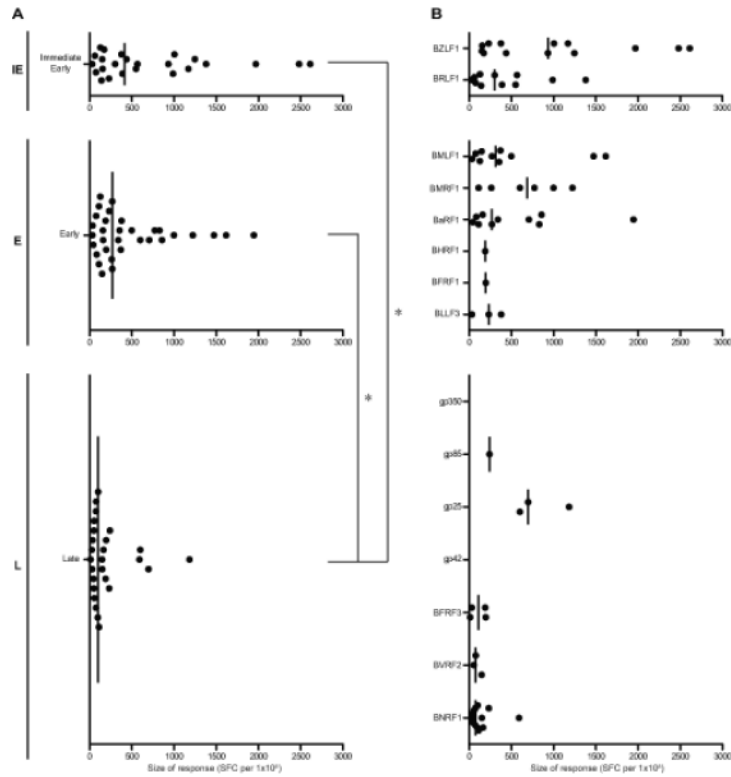 A
B
IE
Immediate
Early
0 500 1000 1500 2000 2500 3000
BZLF1
BRLF1
0 500 1000 1500 2000 2500 3000
*
E
Early
0 500 1000 1500 2000 2500 3000
BMLF1
BMRF1
BaRF1
BHRF1
BFRF1
BLLF3
0 500 1000 1500 2000 2500 3000
*
L
Late
0 500 1000 1500 2000 2500 3000
Size of response (SFC per 1x10⁶)
gp350
gp85
gp25
gp42
BFRF3
BVRF2
BNRF1
0 500 1000 1500 2000 2500 3000
Size of response (SFC per 1x10⁶)